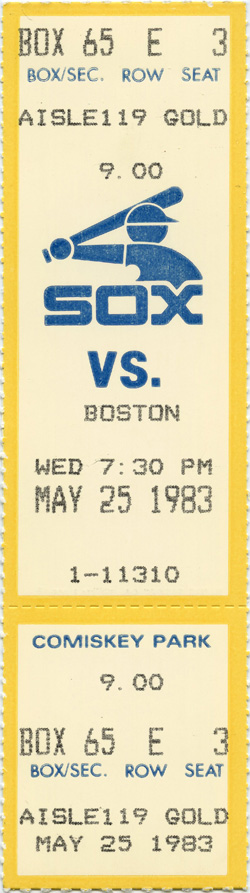 BOX 65 E 3
BOX/SEC. ROW SEAT
AISLE119 GOLD
9.00
SOX
VS.
BOSTON
WED 7:30 PM
MAY 25 1983
1-11310
COMISKEY PARK
9.00
BOX 65 E 3
BOX/SEC. ROW SEAT
AISLE119 GOLD
MAY 25 1983